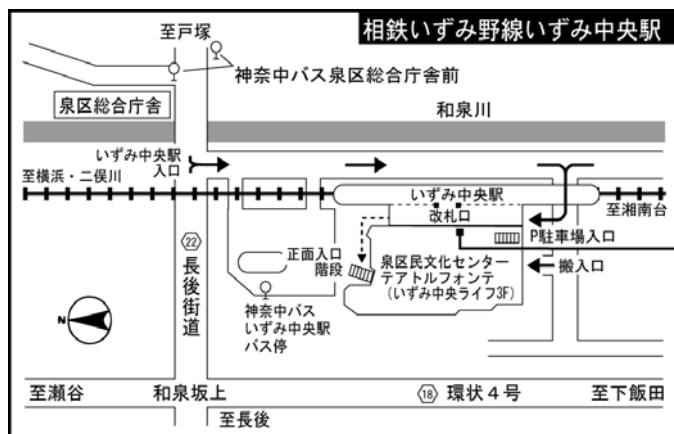 相鉄いずみ野線いずみ中央駅
至戸塚
神奈中バス泉区総合庁舎前
泉区総合庁舎
和泉川
いずみ中央駅
入口
至横浜・二俣川
いずみ中央駅
至湘南台
改札口
P駐車場入口
22
長後街道
正面入口
階段
泉区民文化センター
テアトルフォンテ
(いずみ中央ライフ3F)
搬入口
神奈中バス
いずみ中央駅
バス停
N
至瀬谷
和泉坂上
18
環状4号
至下飯田
至長後